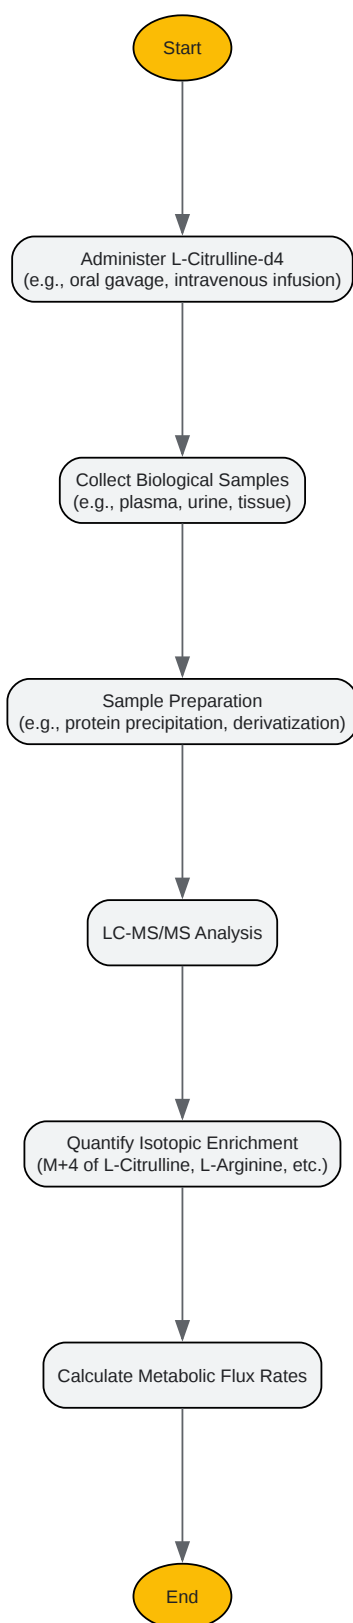 Start
Administer L-Citrulline-d4
(e.g., oral gavage, intravenous infusion)
Collect Biological Samples
(e.g., plasma, urine, tissue)
Sample Preparation
(e.g., protein precipitation, derivatization)
LC-MS/MS Analysis
Quantify Isotopic Enrichment
(M+4 of L-Citrulline, L-Arginine, etc.)
Calculate Metabolic Flux Rates
End